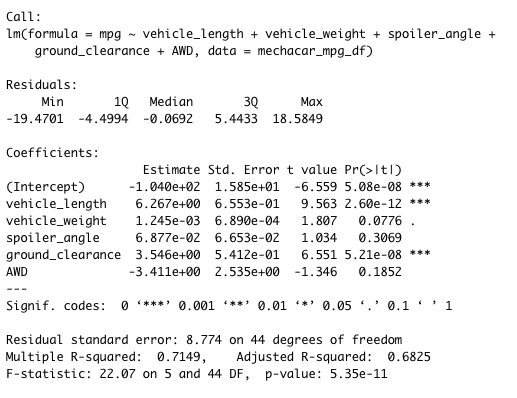 Call:
lm(formula = mpg ~ vehicle_length + vehicle_weight + spoiler_angle +
    ground_clearance + AWD, data = mechacar_mpg_df)

Residuals:
     Min       1Q   Median       3Q      Max
-19.4701  -4.4994  -0.0692   5.4433  18.5849

Coefficients:
                   Estimate Std. Error t value Pr(>|t|)
(Intercept)      -1.040e+02  1.585e+01  -6.559 5.08e-08 ***
vehicle_length    6.267e+00  6.553e-01   9.563 2.60e-12 ***
vehicle_weight    1.245e-03  6.890e-04   1.807   0.0776 .
spoiler_angle     6.877e-02  6.653e-02   1.034   0.3069
ground_clearance  3.546e+00  5.412e-01   6.551 5.21e-08 ***
AWD              -3.411e+00  2.535e+00  -1.346   0.1852
---
Signif. codes:  0 ‘***’ 0.001 ‘**’ 0.01 ‘*’ 0.05 ‘.’ 0.1 ‘ ’ 1

Residual standard error: 8.774 on 44 degrees of freedom
Multiple R-squared:  0.7149,    Adjusted R-squared:  0.6825
F-statistic: 22.07 on 5 and 44 DF,  p-value: 5.35e-11